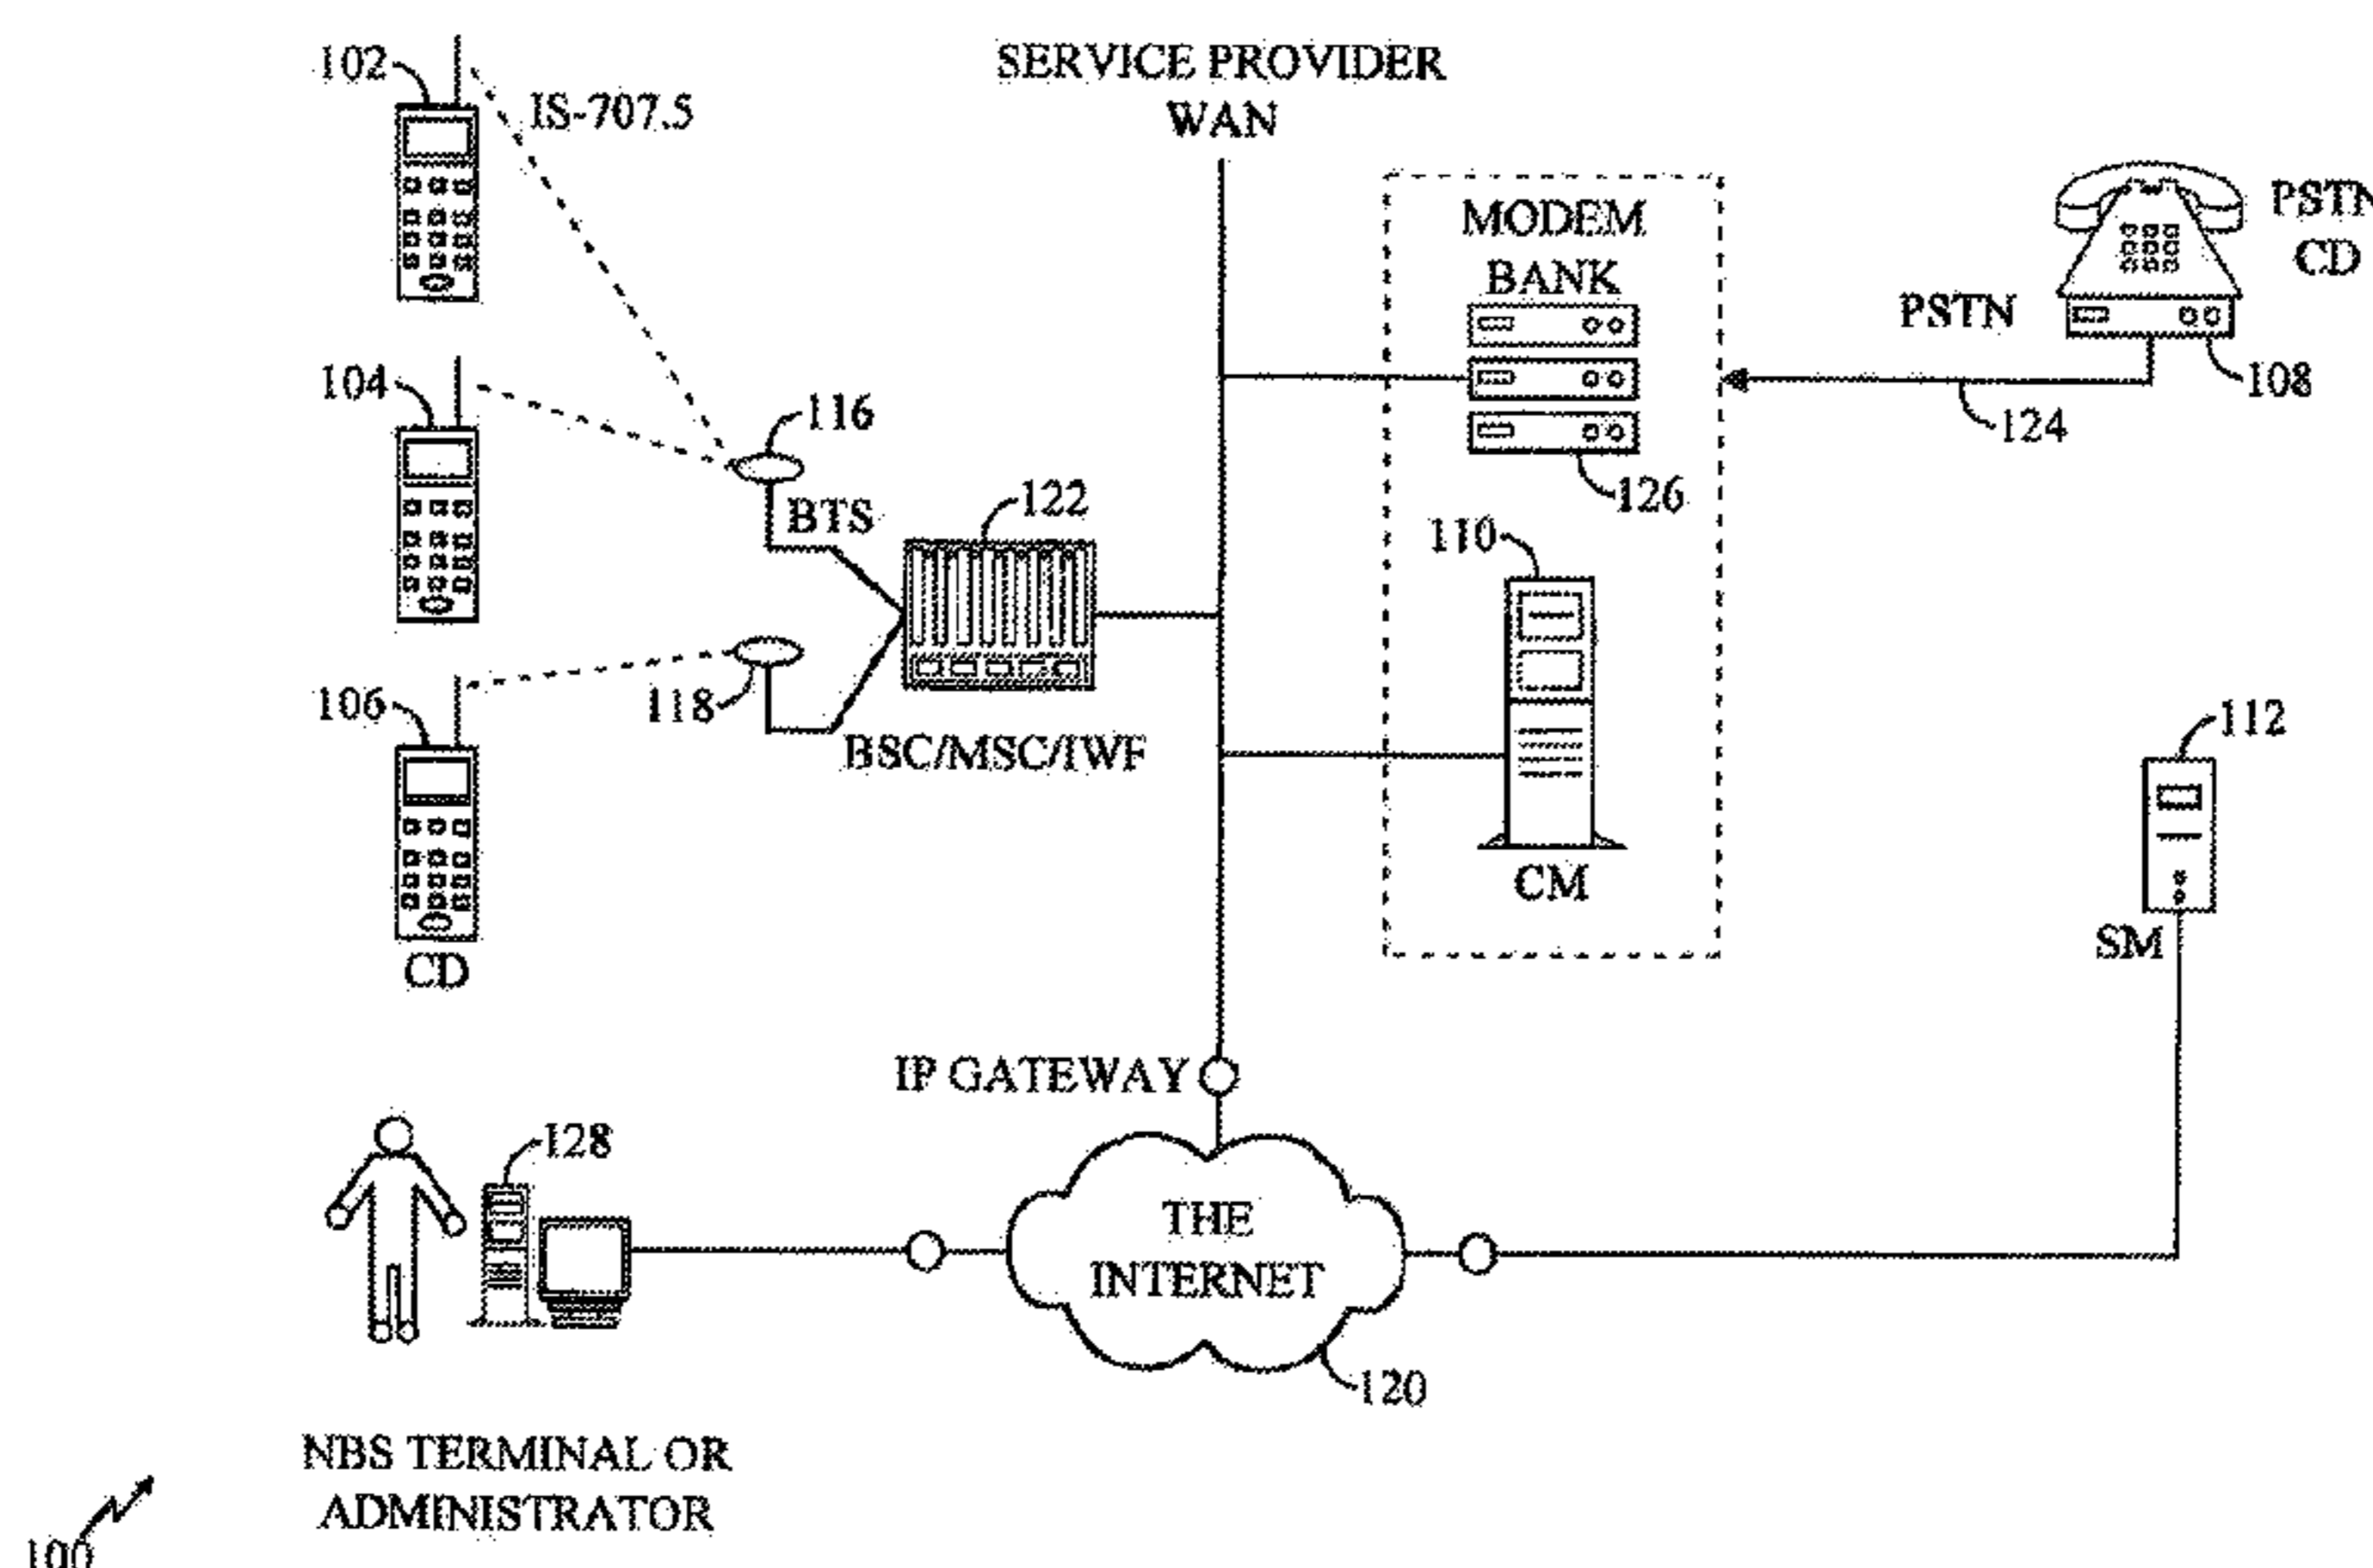 102
IS-707.5
SERVICE PROVIDER
WAN
MODEM
BANK
PSTN
CD
PSTN
108
124
104
116
BTS
122
126
110
106
118
BSC/MSC/IWF
112
CM
SM
CD
IP GATEWAY
128
THE
INTERNET
120
NBS TERMINAL OR
ADMINISTRATOR
100